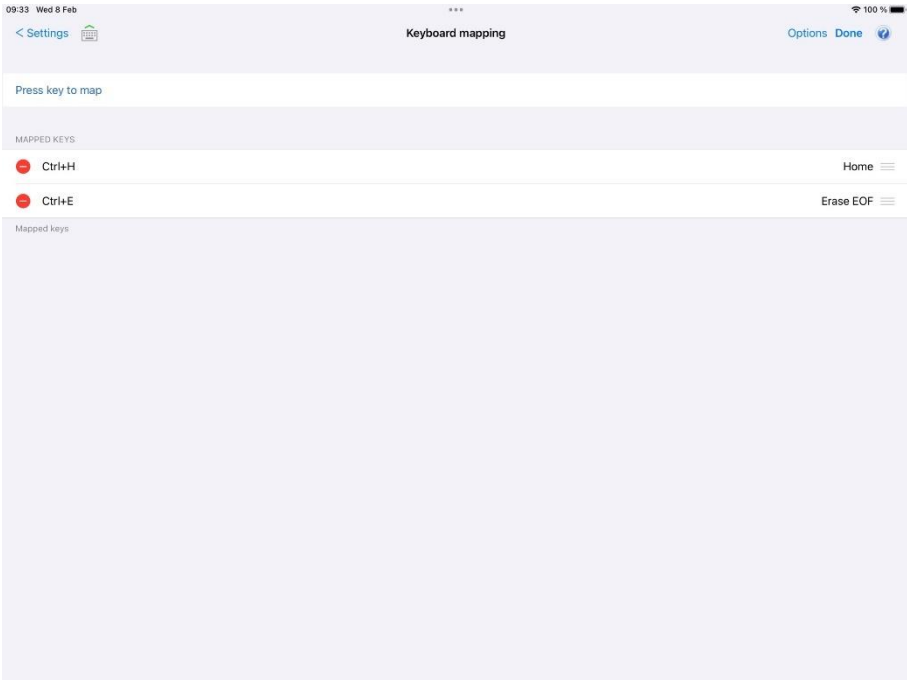 09:33 Wed 8 Feb 100 %
< Settings Keyboard mapping Options Done ?
Press key to map
MAPPED KEYS
Ctrl+H Home
Ctrl+E Erase EOF
Mapped keys